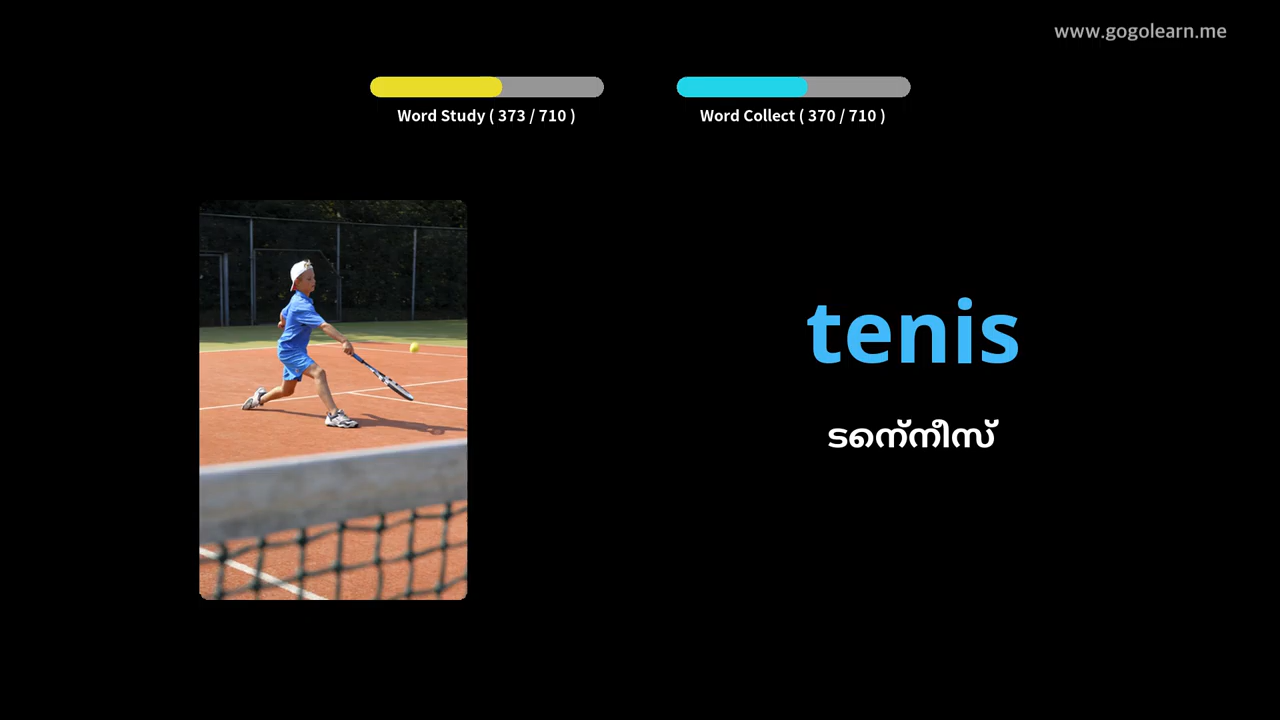 www.gogolearn.me
Word Study ( 373 / 710 )
Word Collect ( 370 / 710 )
tenis
ടെന്നീസ്